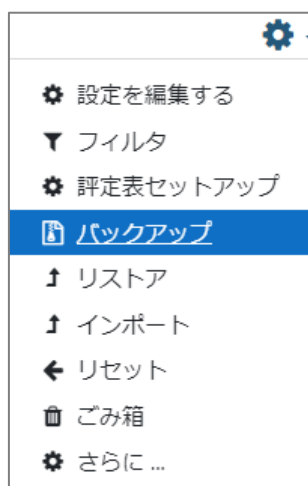 設定を編集する
フィルタ
評定表セットアップ
バックアップ
リストア
インポート
リセット
ごみ箱
さらに ...